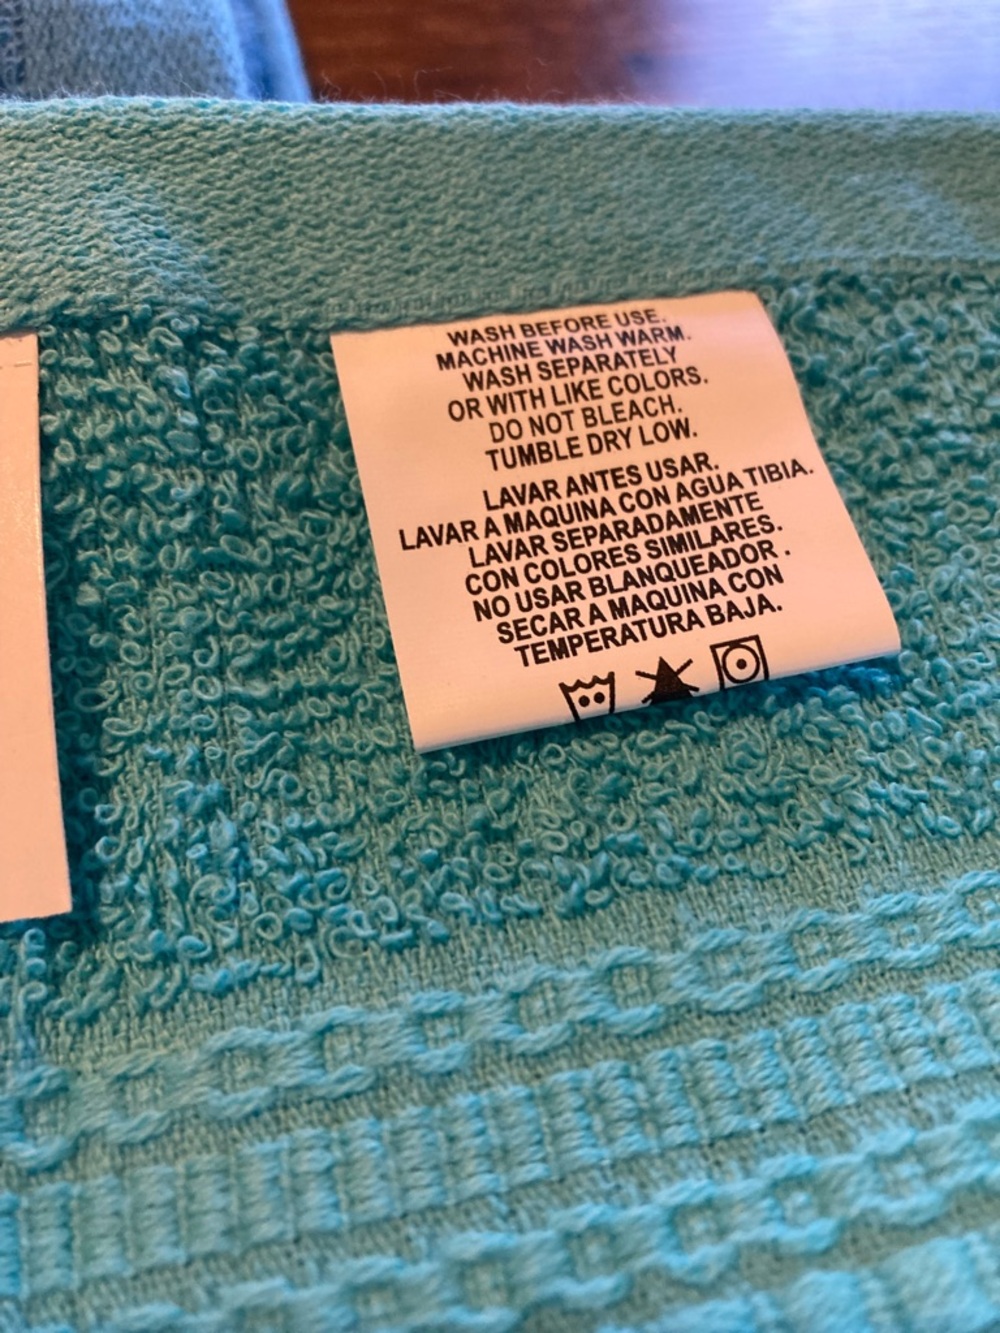 WASH BEFORE USE.
MACHINE WASH WARM.
WASH SEPARATELY
OR WITH LIKE COLORS.
DO NOT BLEACH.
TUMBLE DRY LOW.
LAVAR ANTES USAR.
LAVAR A MAQUINA CON AGUA TIBIA.
LAVAR SEPARADAMENTE
CON COLORES SIMILARES.
NO USAR BLANQUEADOR .
SECAR A MAQUINA CON
TEMPERATURA BAJA.